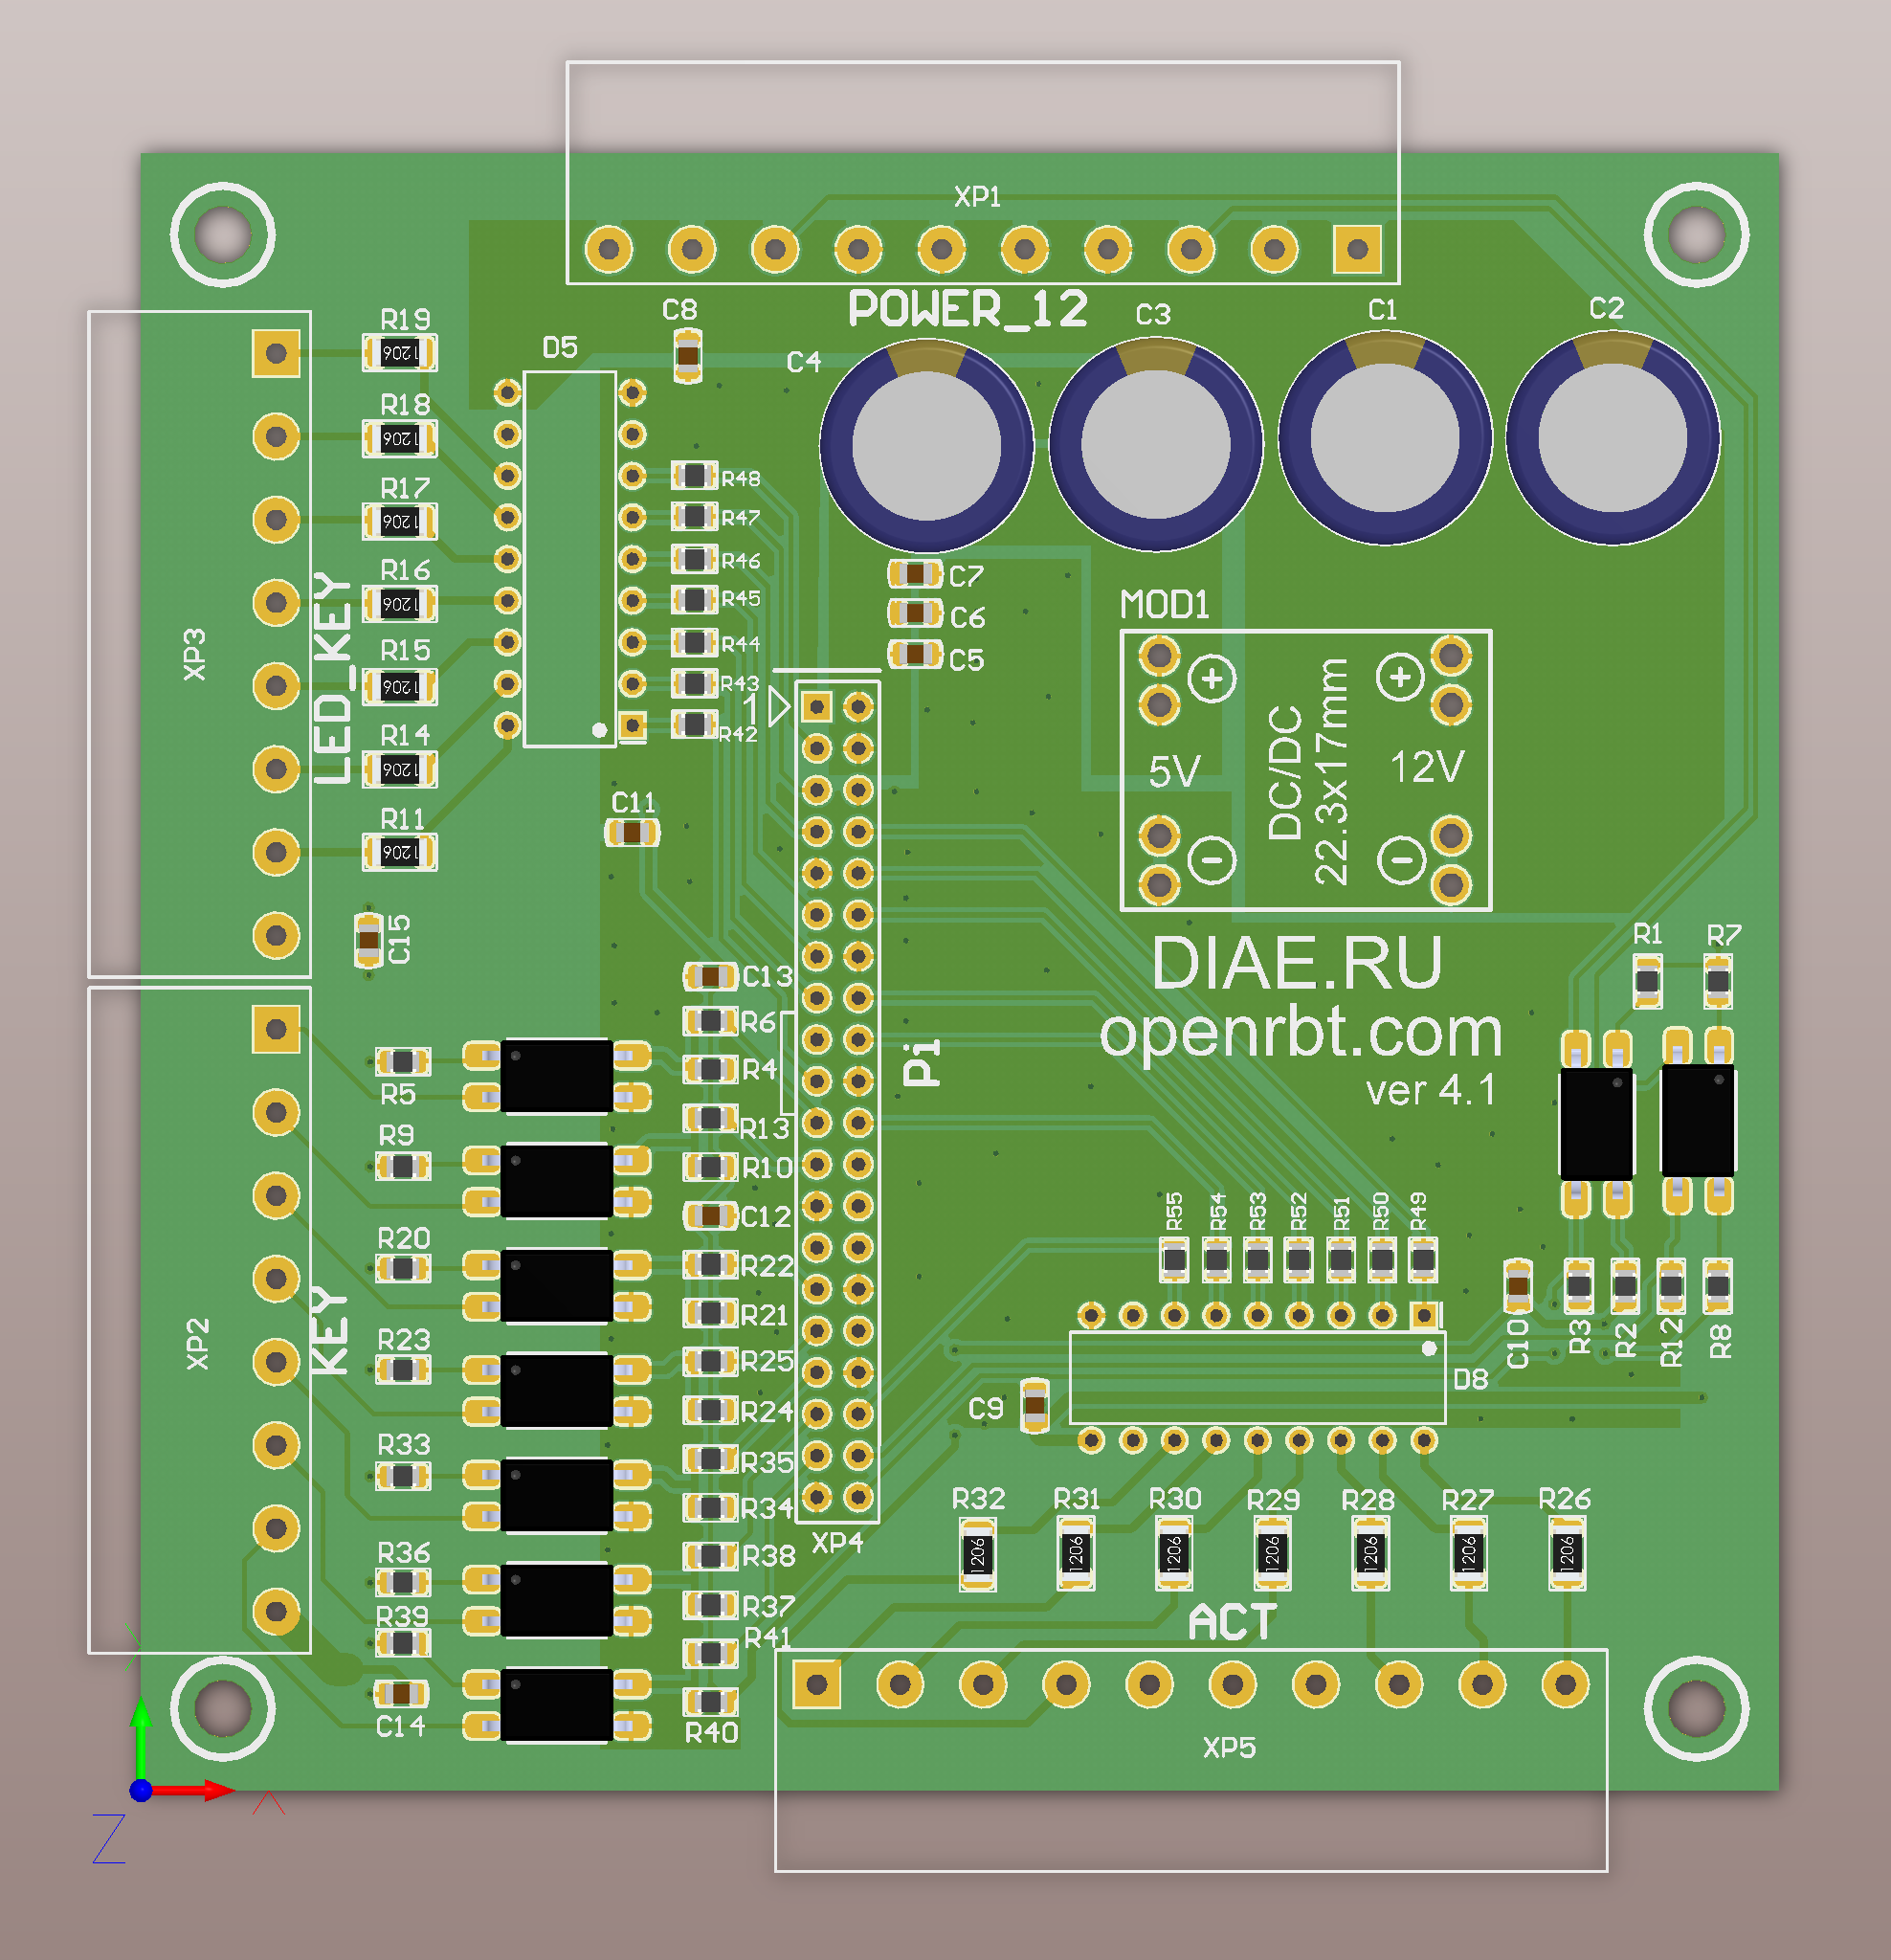 XP1
POWER_12
C8
C3
C1
C2
C4
D5
R19
1206
R18
1206
R17
1206
R16
1206
R15
1206
R14
1206
R11
1206
XP3
LED_KEY
R48
R47
R46
R45
R44
R43
R42
1
C7
C6
C5
MOD1
5V
DC/DC
22.3x17mm
12V
C11
C15
C13
R6
R4
R13
R10
C12
R22
R21
R25
R24
R35
R34
R38
R37
R41
R40
Pi
XP4
DIAE.RU
openrbt.com
ver 4.1
R1
R7
R5
R9
R20
R23
R33
R36
R39
C14
XP2
KEY
R55
R54
R53
R52
R51
R50
R49
C10
R3
R2
R12
R8
D8
C9
R32
R31
R30
R29
R28
R27
R26
1206
1206
1206
1206
1206
1206
1206
ACT
XP5
Y
X
Z